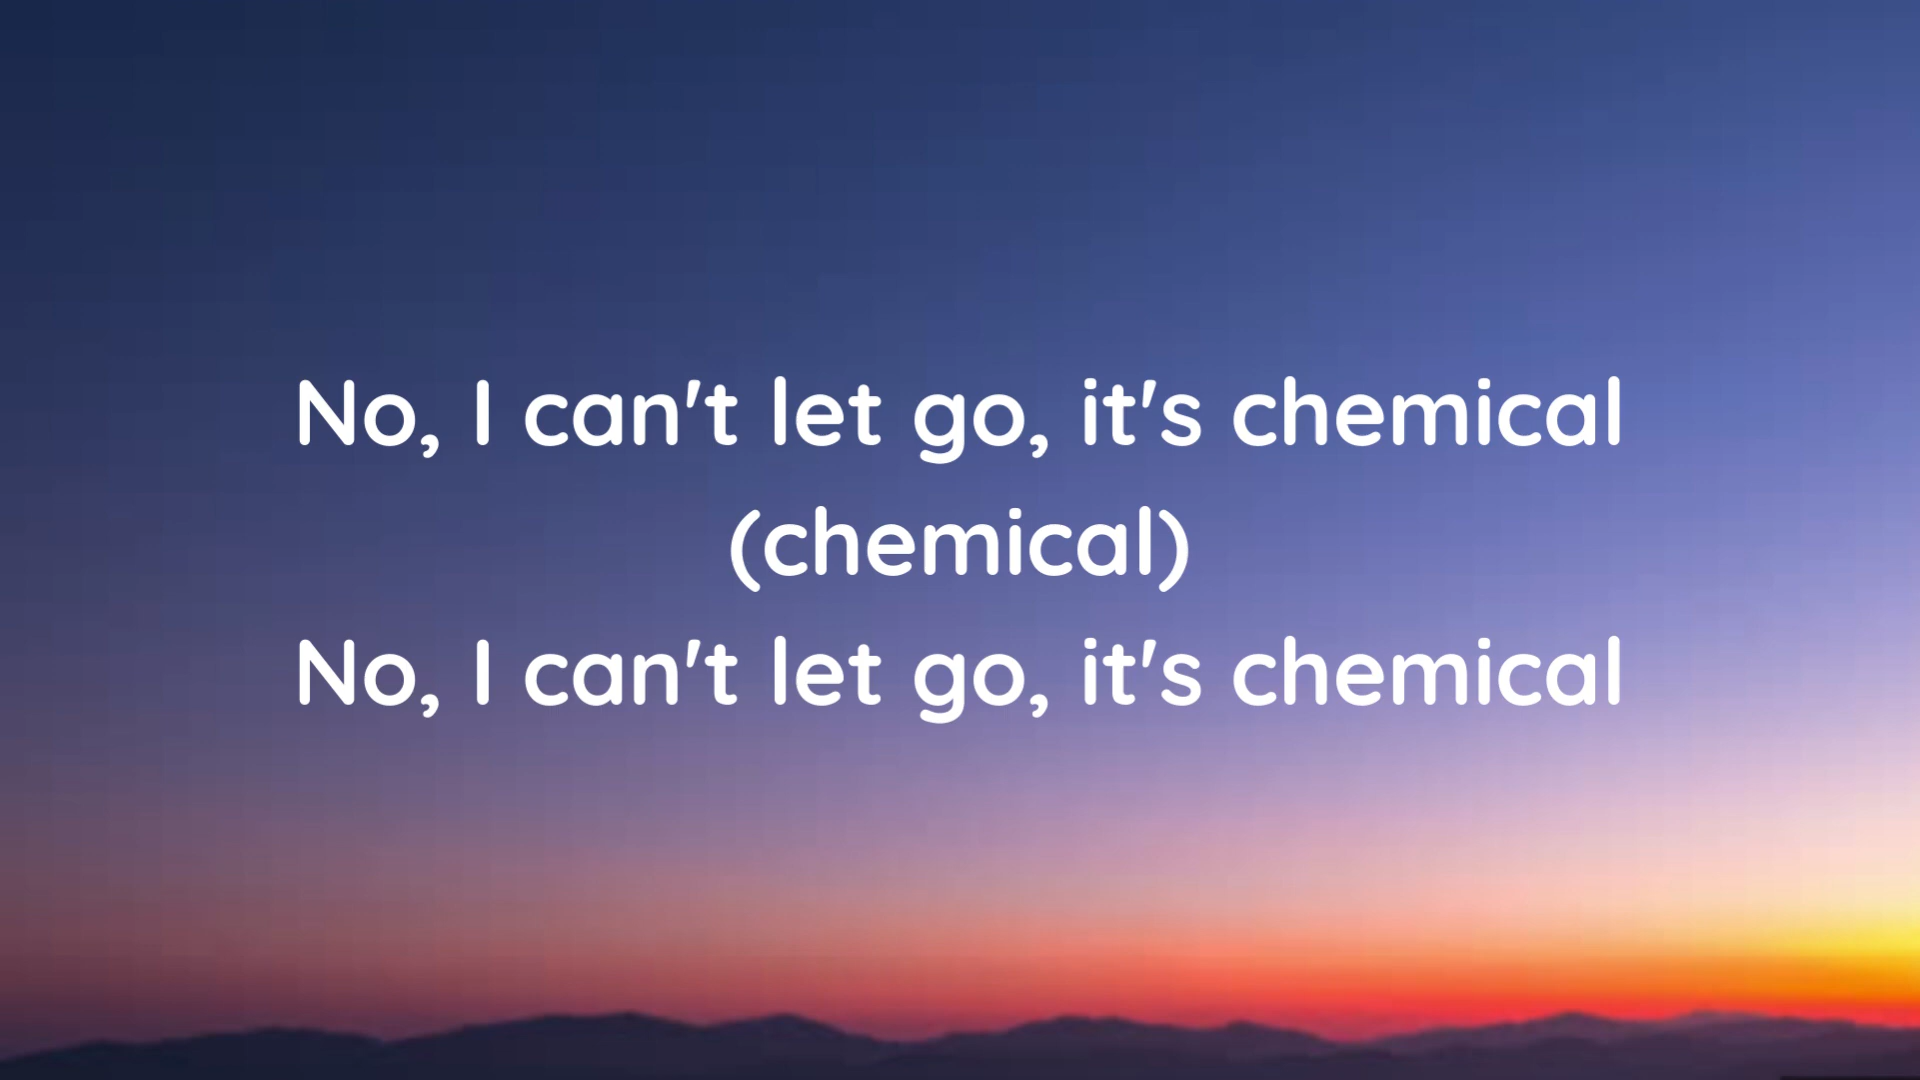 No, I can't let go, it's chemical
(chemical)
No, I can't let go, it's chemical